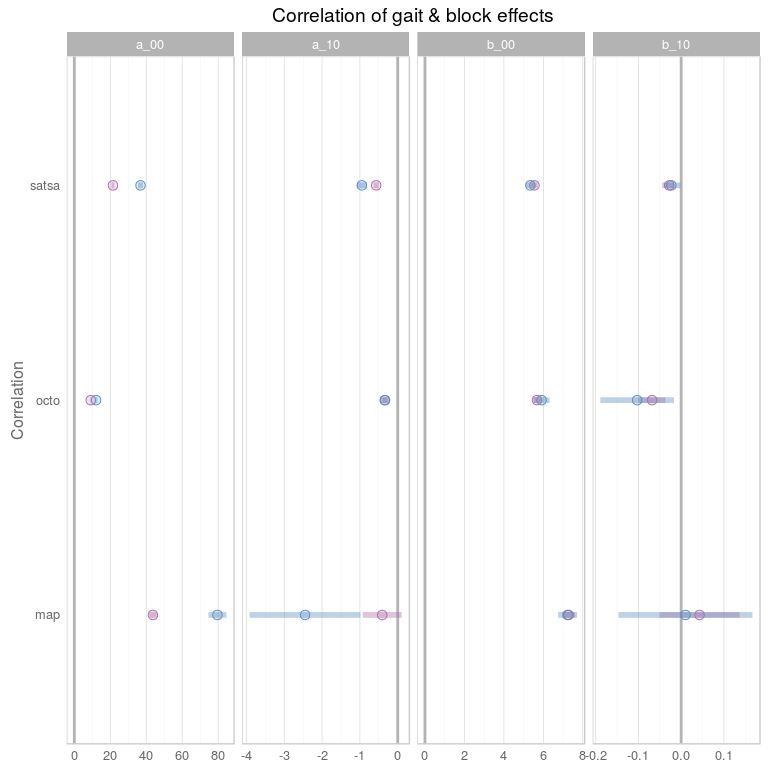 Correlation of gait & block effects
a_00 a_10 b_00 b_10
satsa
octo
map
Correlation
0 20 40 60 80 -4 -3 -2 -1 0 0 2 4 6 8 -0.2 -0.1 0.0 0.1